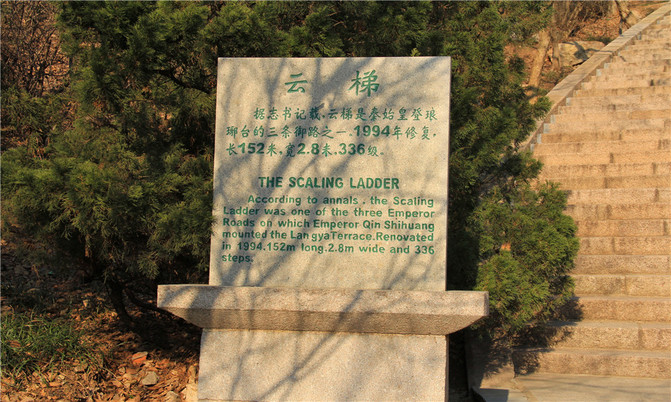 云梯
据志书记载，云梯是秦始皇登琅
琊台的三条御路之一.1994年修复，
长152米，宽2.8米.336级.
THE SCALING LADDER
According to annals , the Scaling
Ladder was one of the three Emperor
Roads on which Emperor Qin Shihuang
mounted the LangyaTerrace.Renovated
in 1994.152m long.2.8m wide and 336
steps.